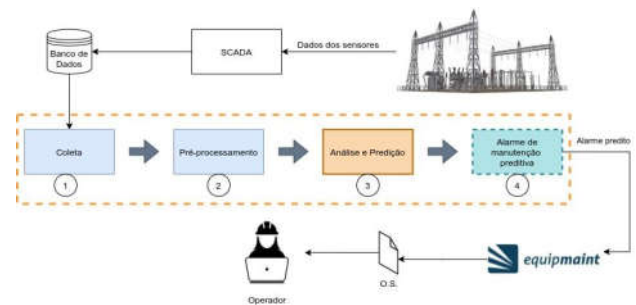 Banco de
Dados
SCADA
Dados dos sensores
Coleta
Pré-processamento
Análise e Predição
Alarme de
manutenção
preditiva
Alarme predito
1
2
3
4
equipmaint
O.S.
Operador